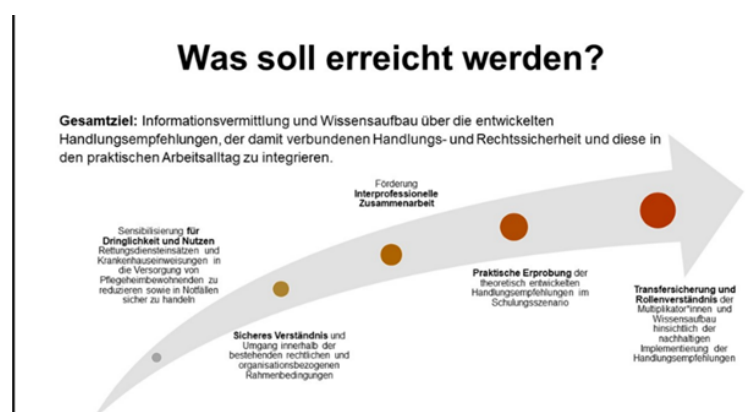 Was soll erreicht werden?
Gesamtziel: Informationsvermittlung und Wissensaufbau über die entwickelten
Handlungsempfehlungen, der damit verbundenen Handlungs- und Rechtssicherheit und diese in
den praktischen Arbeitsalltag zu integrieren.
Sensibilisierung für
Dringlichkeit und Nutzen
Rettungsdiensteinsätzen und
Krankenhauseinweisungen in
die Versorgung von
Pflegeheimbewohnenden zu
reduzieren sowie in Notfällen
sicher zu handeln
Sicheres Verständnis und
Umgang innerhalb der
bestehenden rechtlichen und
organisationsbezogenen
Rahmenbedingungen
Förderung
Interprofessionelle
Zusammenarbeit
Praktische Erprobung der
theoretisch entwickelten
Handlungsempfehlungen im
Schulungsszenario
Transfersicherung und
Rollenverständnis der
Multiplikator*innen und
Wissensaufbau
hinsichtlich der
nachhaltigen
Implementierung der
Handlungsempfehlungen